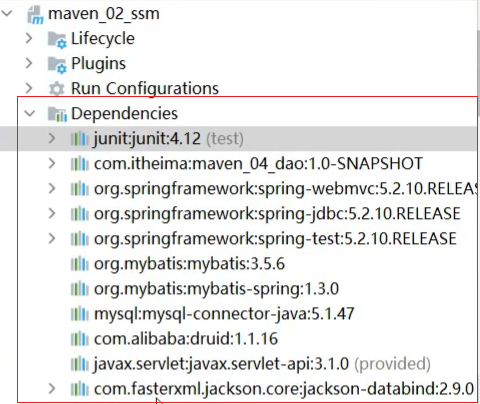 maven_02_ssm
Lifecycle
Plugins
Run Configurations
Dependencies
junit:junit:4.12 (test)
com.itheima:maven_04_dao:1.0-SNAPSHOT
org.springframework:spring-webmvc:5.2.10.RELEAS
org.springframework:spring-jdbc:5.2.10.RELEASE
org.springframework:spring-test:5.2.10.RELEASE
org.mybatis:mybatis:3.5.6
org.mybatis:mybatis-spring:1.3.0
mysql:mysql-connector-java:5.1.47
com.alibaba:druid:1.1.16
javax.servlet:javax.servlet-api:3.1.0 (provided)
com.fasterxml.jackson.core:jackson-databind:2.9.0